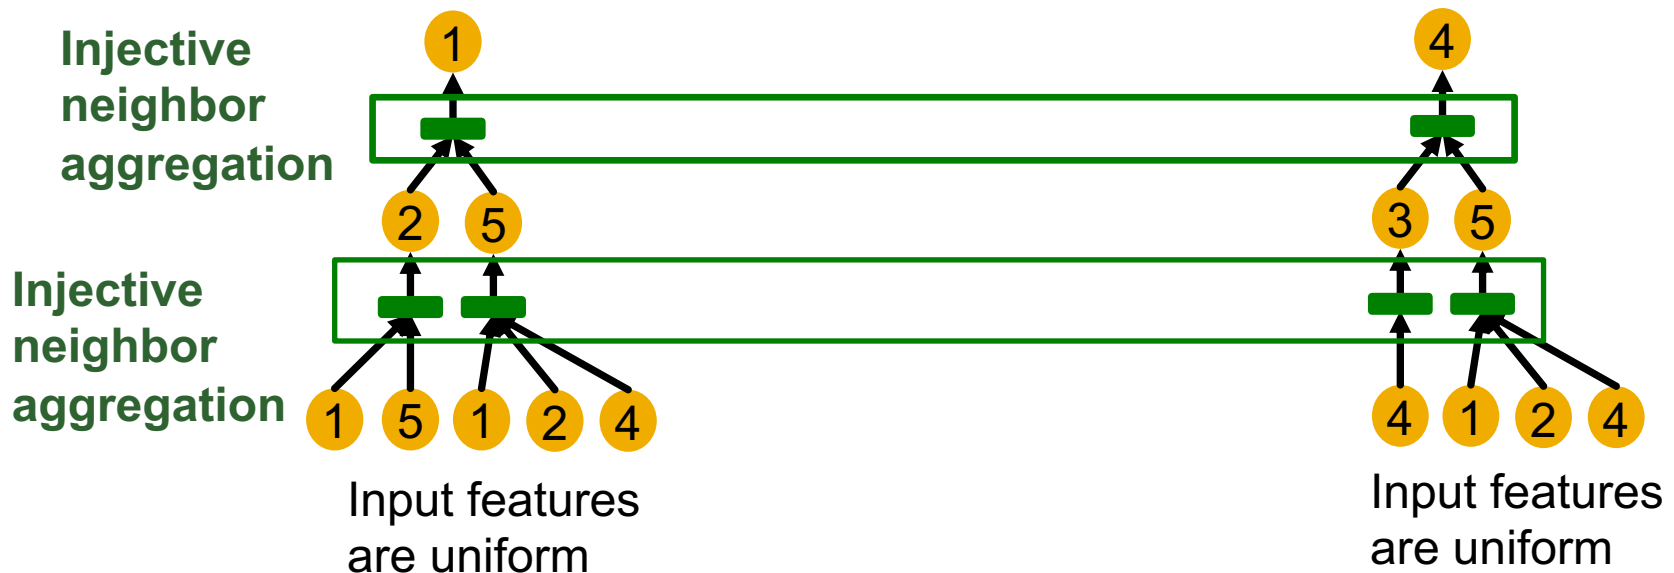 Injective
neighbor
aggregation
1
4
2 5
3 5
Injective
neighbor
aggregation
1 5 1 2 4
4 1 2 4
Input features
are uniform
Input features
are uniform